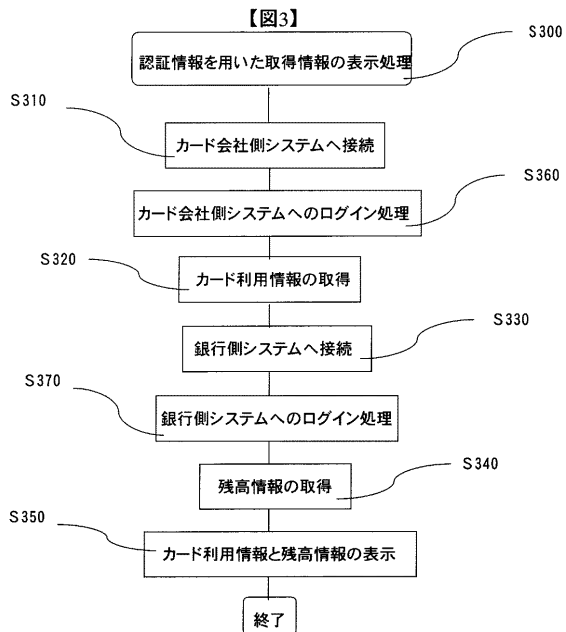 【図3】
S300
認証情報を用いた取得情報の表示処理
S310
カード会社側システムへ接続
S360
カード会社側システムへのログイン処理
S320
カード利用情報の取得
S330
銀行側システムへ接続
S370
銀行側システムへのログイン処理
S340
残高情報の取得
S350
カード利用情報と残高情報の表示
終了